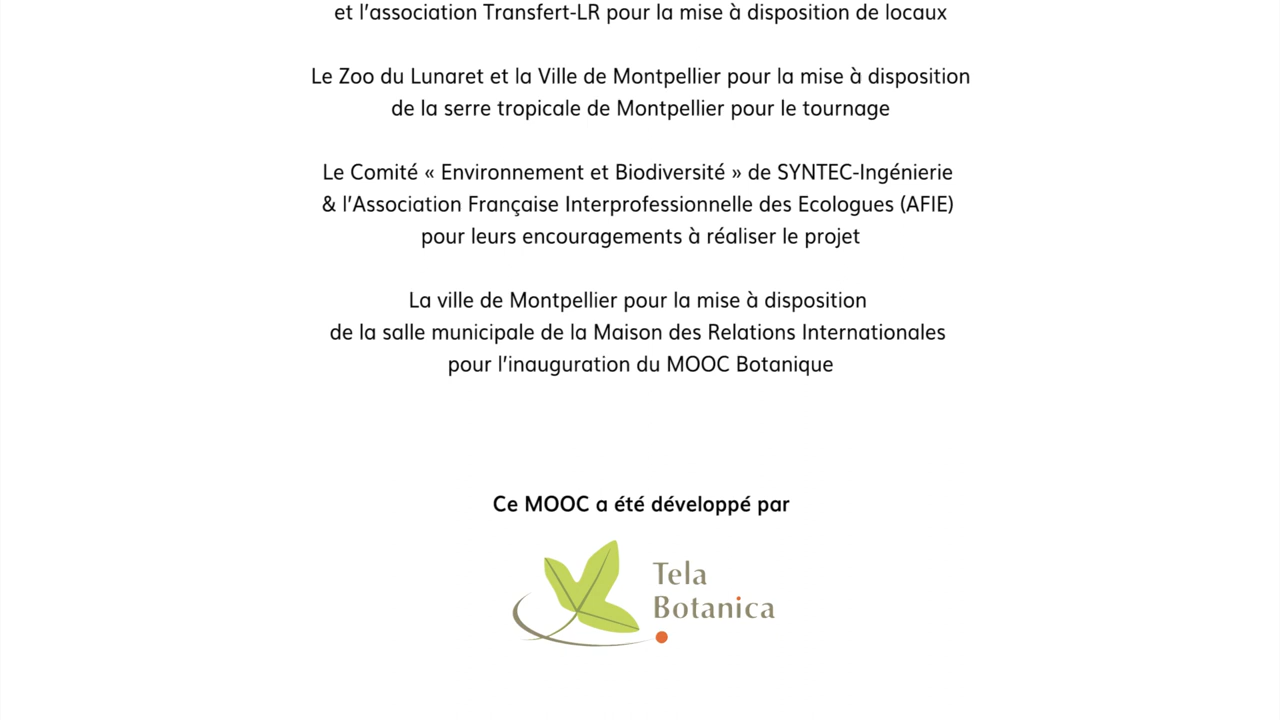 et l'association Transfert-LR pour la mise à disposition de locaux
Le Zoo du Lunaret et la Ville de Montpellier pour la mise à disposition
de la serre tropicale de Montpellier pour le tournage
Le Comité « Environnement et Biodiversité » de SYNTEC-Ingénierie
& l'Association Française Interprofessionnelle des Ecologues (AFIE)
pour leurs encouragements à réaliser le projet
La ville de Montpellier pour la mise à disposition
de la salle municipale de la Maison des Relations Internationales
pour l'inauguration du MOOC Botanique
Ce MOOC a été développé par
Tela
Botanica